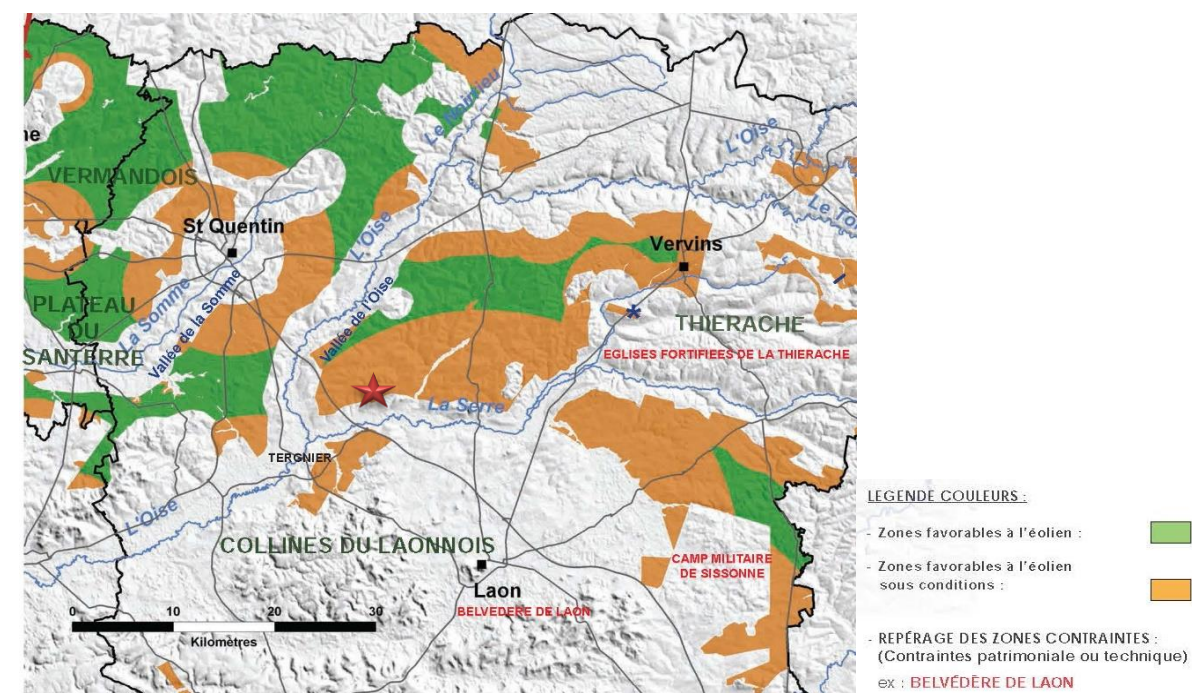 ne
VERMANDOIS
St Quentin
Le Noirrieu
L'Oise
L'Oise
Vervins
PLATEAU
DU
SANTERRE
La Somme
Vallée de la Somme
Vallée de l'Oise
THIERACHE
EGLISES FORTIFIEES DE LA THIERACHE
La Serre
TERGNIER
L'Oise
COLLINES DU LAONNOIS
CAMP MILITAIRE
DE SISSONNE
Laon
BELVEDERE DE LAON
0 10 20 30
Kilomètres
LEGENDE COULEURS :
- Zones favorables à l'éolien :
- Zones favorables à l'éolien
sous conditions :
- REPÉRAGE DES ZONES CONTRAINTES :
(Contraintes patrimoniale ou technique)
ex : BELVÉDÈRE DE LAON